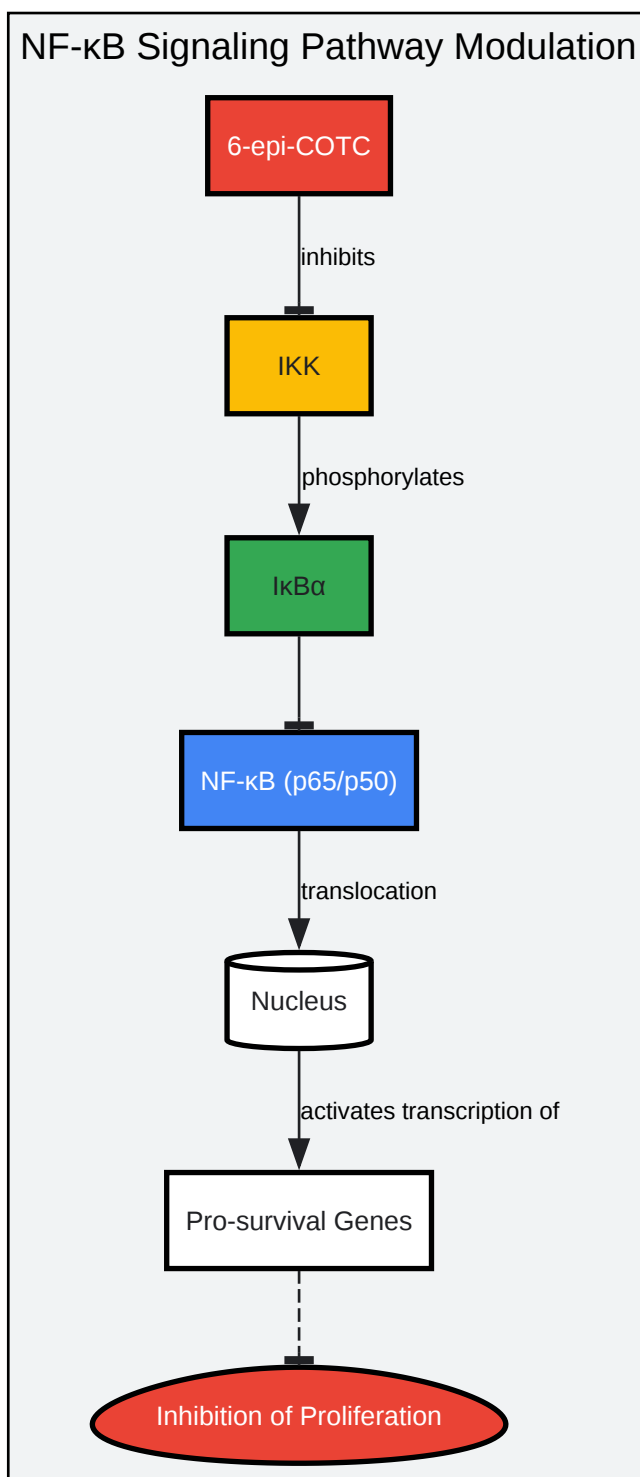 NF-κB Signaling Pathway Modulation
6-epi-COTC
inhibits
IKK
phosphorylates
IκBα
NF-κB (p65/p50)
translocation
Nucleus
activates transcription of
Pro-survival Genes
Inhibition of Proliferation